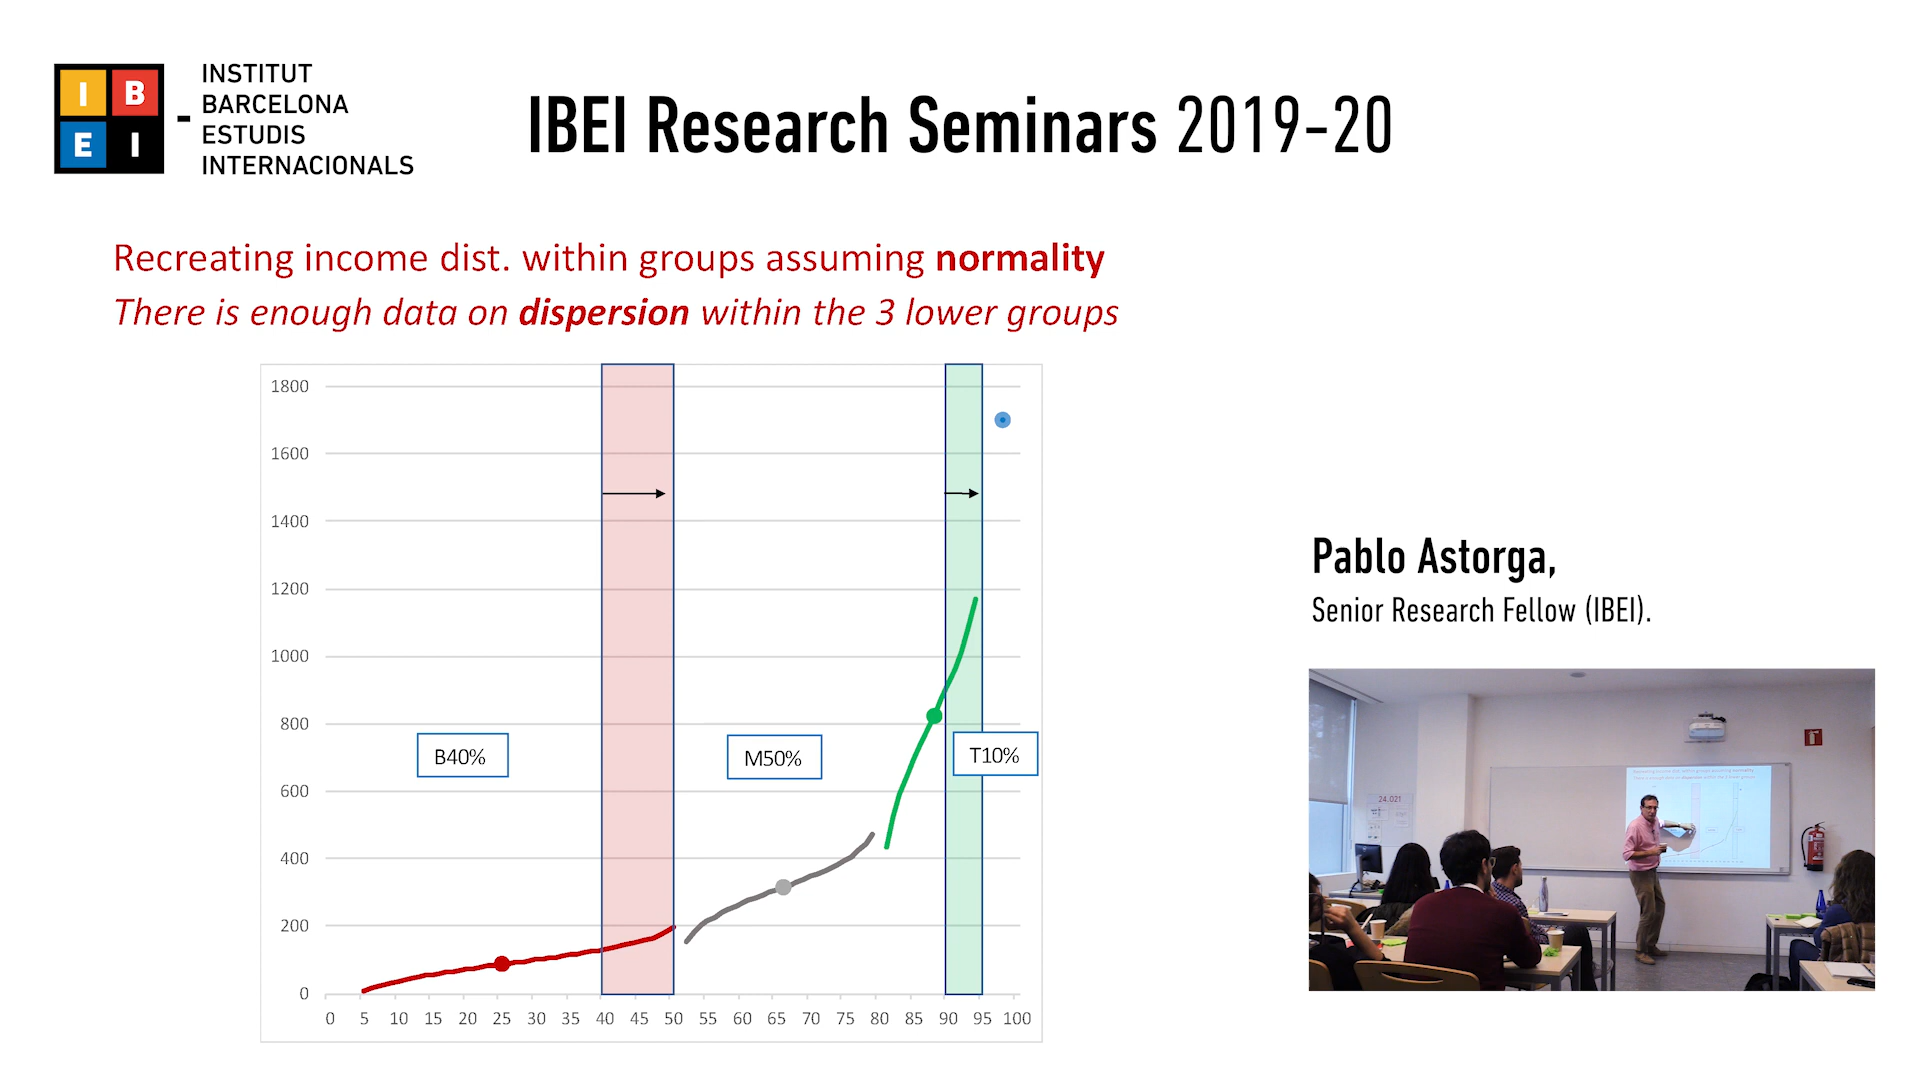 I B
E I
-
INSTITUT
BARCELONA
ESTUDIS
INTERNACIONALS
IBEI Research Seminars 2019-20
Recreating income dist. within groups assuming normality
There is enough data on dispersion within the 3 lower groups
1800
1600
1400
1200
1000
800
600
400
200
0
B40%
M50%
T10%
0 5 10 15 20 25 30 35 40 45 50 55 60 65 70 75 80 85 90 95 100
Pablo Astorga,
Senior Research Fellow (IBEI).
24.021